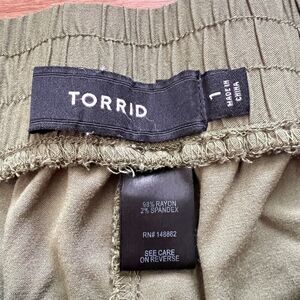 TORRID
1
MADE IN
CHINA
98% RAYON
2% SPANDEX
RN# 148862
SEE CARE
ON REVERSE